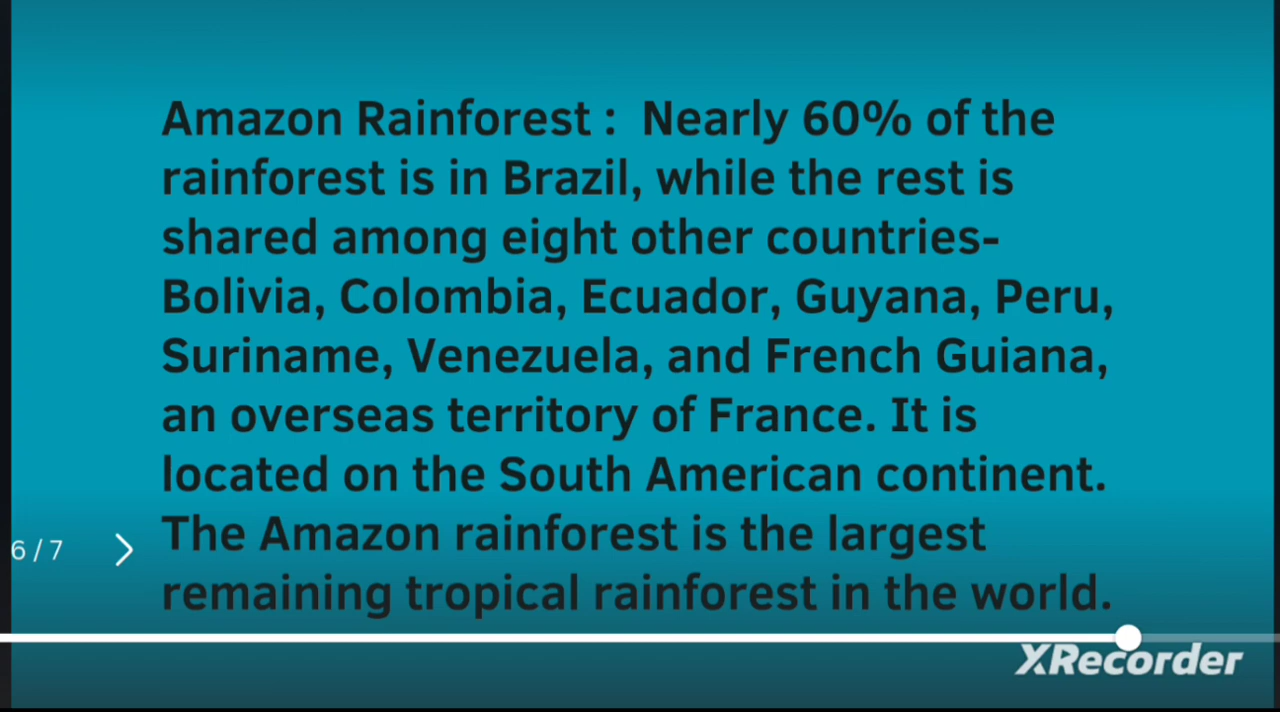 Amazon Rainforest :  Nearly 60% of the
rainforest is in Brazil, while the rest is
shared among eight other countries-
Bolivia, Colombia, Ecuador, Guyana, Peru,
Suriname, Venezuela, and French Guiana,
an overseas territory of France. It is
located on the South American continent.
The Amazon rainforest is the largest
remaining tropical rainforest in the world.
6 / 7
XRecorder